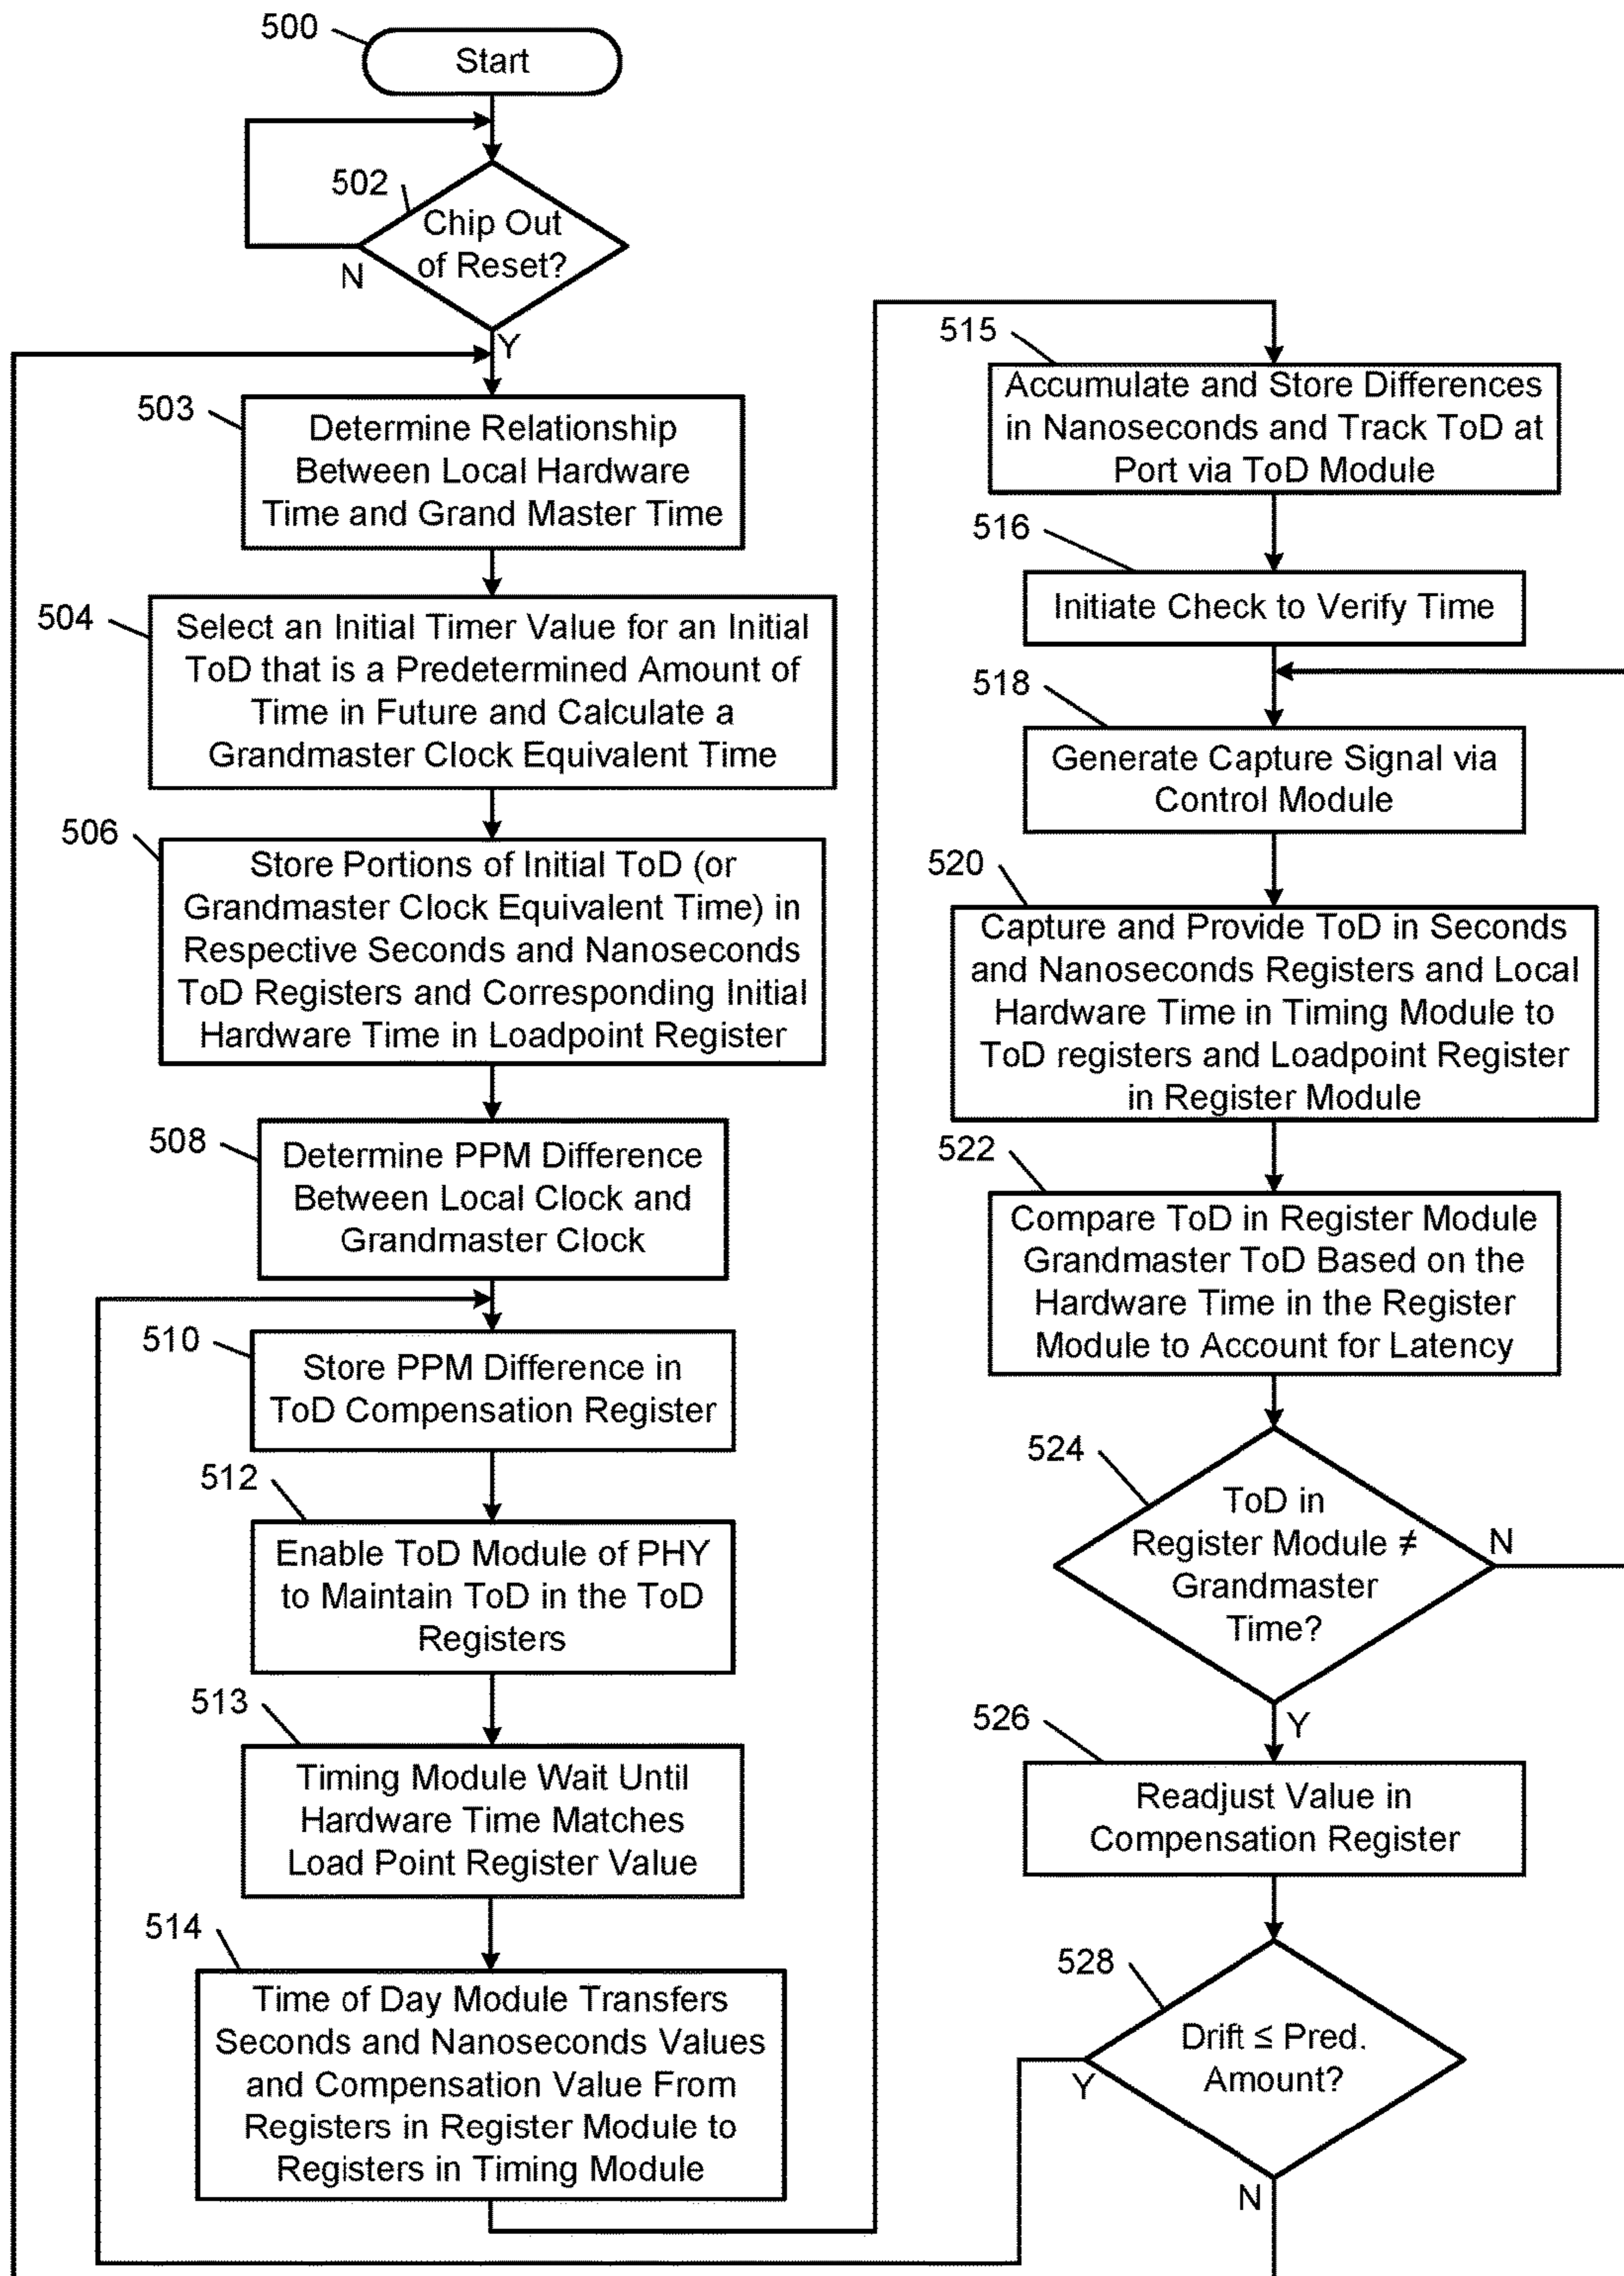 500
Start
502
Chip Out
of Reset?
N
Y
503
Determine Relationship
Between Local Hardware
Time and Grand Master Time
504
Select an Initial Timer Value for an Initial
ToD that is a Predetermined Amount of
Time in Future and Calculate a
Grandmaster Clock Equivalent Time
506
Store Portions of Initial ToD (or
Grandmaster Clock Equivalent Time) in
Respective Seconds and Nanoseconds
ToD Registers and Corresponding Initial
Hardware Time in Loadpoint Register
508
Determine PPM Difference
Between Local Clock and
Grandmaster Clock
510
Store PPM Difference in
ToD Compensation Register
512
Enable ToD Module of PHY
to Maintain ToD in the ToD
Registers
513
Timing Module Wait Until
Hardware Time Matches
Load Point Register Value
514
Time of Day Module Transfers
Seconds and Nanoseconds Values
and Compensation Value From
Registers in Register Module to
Registers in Timing Module
515
Accumulate and Store Differences
in Nanoseconds and Track ToD at
Port via ToD Module
516
Initiate Check to Verify Time
518
Generate Capture Signal via
Control Module
520
Capture and Provide ToD in Seconds
and Nanoseconds Registers and Local
Hardware Time in Timing Module to
ToD registers and Loadpoint Register
in Register Module
522
Compare ToD in Register Module
Grandmaster ToD Based on the
Hardware Time in the Register
Module to Account for Latency
524
ToD in
Register Module ≠
Grandmaster
Time?
N
Y
526
Readjust Value in
Compensation Register
528
Drift ≤ Pred.
Amount?
Y
N